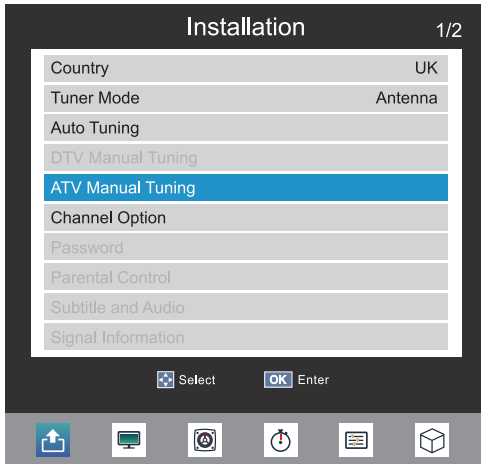 Installation 1/2
Country UK
Tuner Mode Antenna
Auto Tuning
DTV Manual Tuning
ATV Manual Tuning
Channel Option
Password
Parental Control
Subtitle and Audio
Signal Information
Select OK Enter